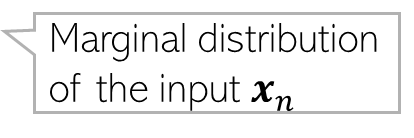 Marginal distribution
of the input 𝒙ₙ